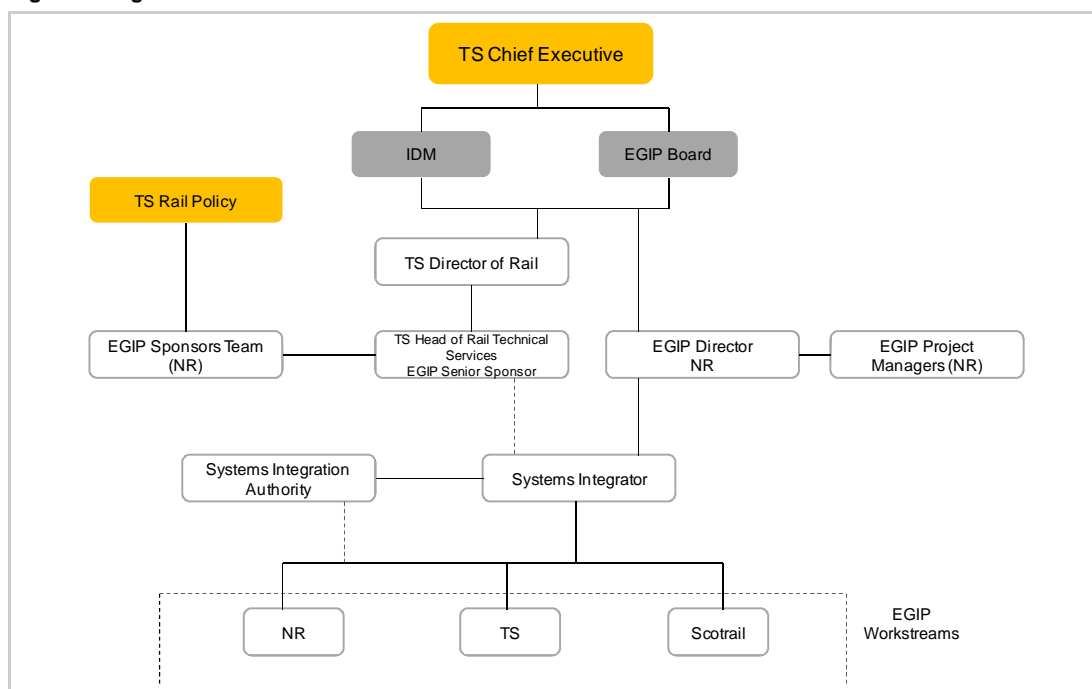 TS Chief Executive
IDM
EGIP Board
TS Rail Policy
TS Director of Rail
EGIP Sponsors Team
(NR)
TS Head of Rail Technical
Services
EGIP Senior Sponsor
EGIP Director
NR
EGIP Project
Managers (NR)
Systems Integration
Authority
Systems Integrator
NR
TS
Scotrail
EGIP
Workstreams